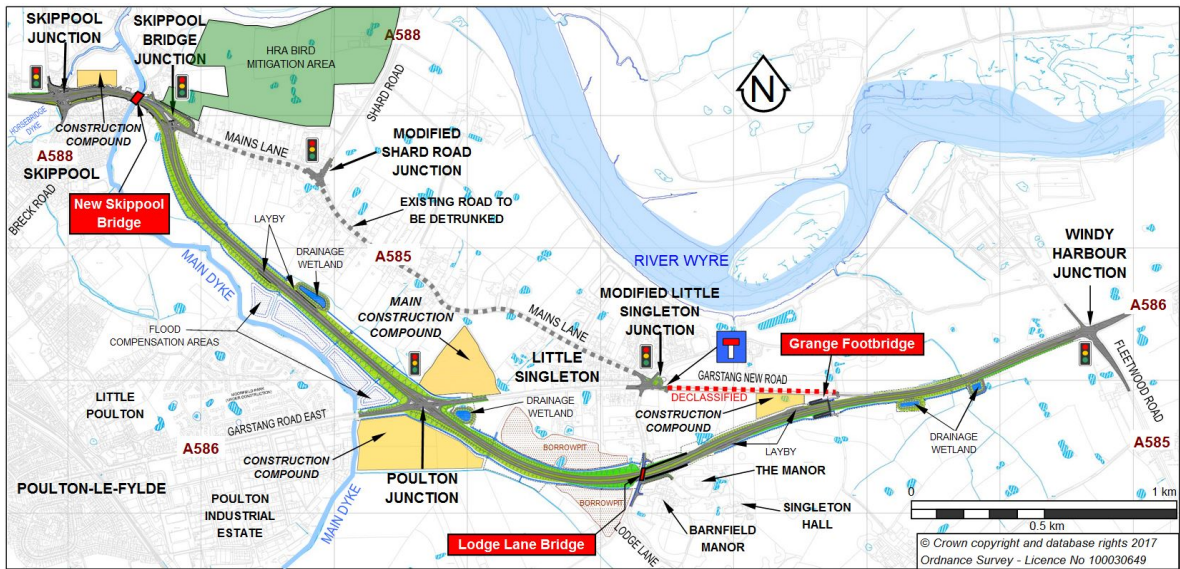 SKIPPOOL
JUNCTION
SKIPPOOL
BRIDGE
JUNCTION
HRA BIRD
MITIGATION AREA
A588
SHARD ROAD
N
CONSTRUCTION
COMPOUND
HORSEBRIDGE
DYKE
A588
SKIPPOOL
BRECK ROAD
New Skippool
Bridge
MAINS LANE
MODIFIED
SHARD ROAD
JUNCTION
EXISTING ROAD TO
BE DETRUNKED
LAYBY
DRAINAGE
WETLAND
A585
MAIN DYKE
MAIN
CONSTRUCTION
COMPOUND
MAINS LANE
RIVER WYRE
MODIFIED LITTLE
SINGLETON
JUNCTION
WINDY
HARBOUR
JUNCTION
A586
FLEETWOOD ROAD
Grange Footbridge
GARSTANG NEW ROAD
DECLASSIFIED
FLOOD
COMPENSATION AREAS
LITTLE
SINGLETON
LITTLE
POULTON
GARSTANG ROAD EAST
A586
DRAINAGE
WETLAND
CONSTRUCTION
COMPOUND
LAYBY
DRAINAGE
WETLAND
A585
CONSTRUCTION
COMPOUND
POULTON
JUNCTION
BORROWPIT
BORROWPIT
THE MANOR
SINGLETON
HALL
BARNFIELD
MANOR
LODGE LANE
Lodge Lane Bridge
POULTON-LE-FYLDE
POULTON
INDUSTRIAL
ESTATE
MAIN DYKE
0
1 km
0.5 km
© Crown copyright and database rights 2017
Ordnance Survey - Licence No 100030649